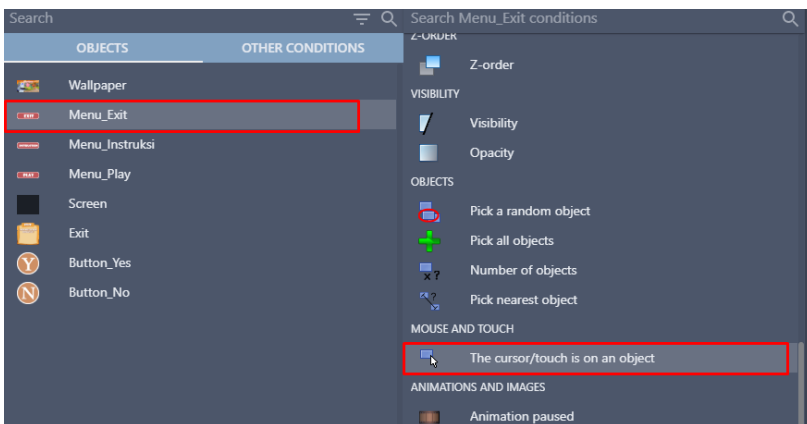 Search
OBJECTS
OTHER CONDITIONS
Wallpaper
EXIT
Menu_Exit
Menu_Instruksi
PLAY
Menu_Play
Screen
Exit
Y
Button_Yes
N
Button_No
Search Menu_Exit conditions
Z-ORDER
Z-order
VISIBILITY
Visibility
Opacity
OBJECTS
Pick a random object
Pick all objects
x ?
Number of objects
?
Pick nearest object
MOUSE AND TOUCH
The cursor/touch is on an object
ANIMATIONS AND IMAGES
Animation paused